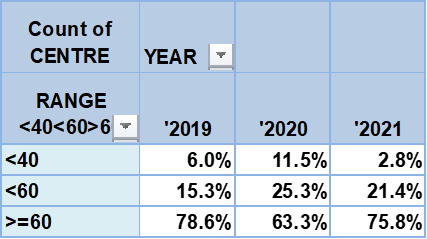 Count of
CENTRE YEAR
RANGE
<40<60>6 '2019 '2020 '2021
<40 6.0% 11.5% 2.8%
<60 15.3% 25.3% 21.4%
>=60 78.6% 63.3% 75.8%